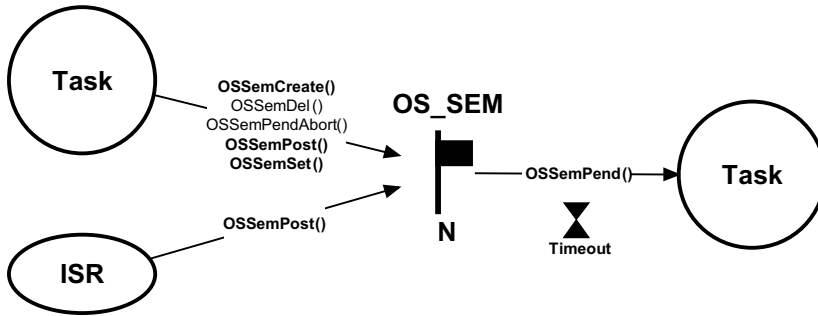 Task
OSSemCreate()
OSSemDel()
OSSemPendAbort()
OSSemPost()
OSSemSet()
OS_SEM
OSSemPend()
Task
OSSemPost()
N
Timeout
ISR